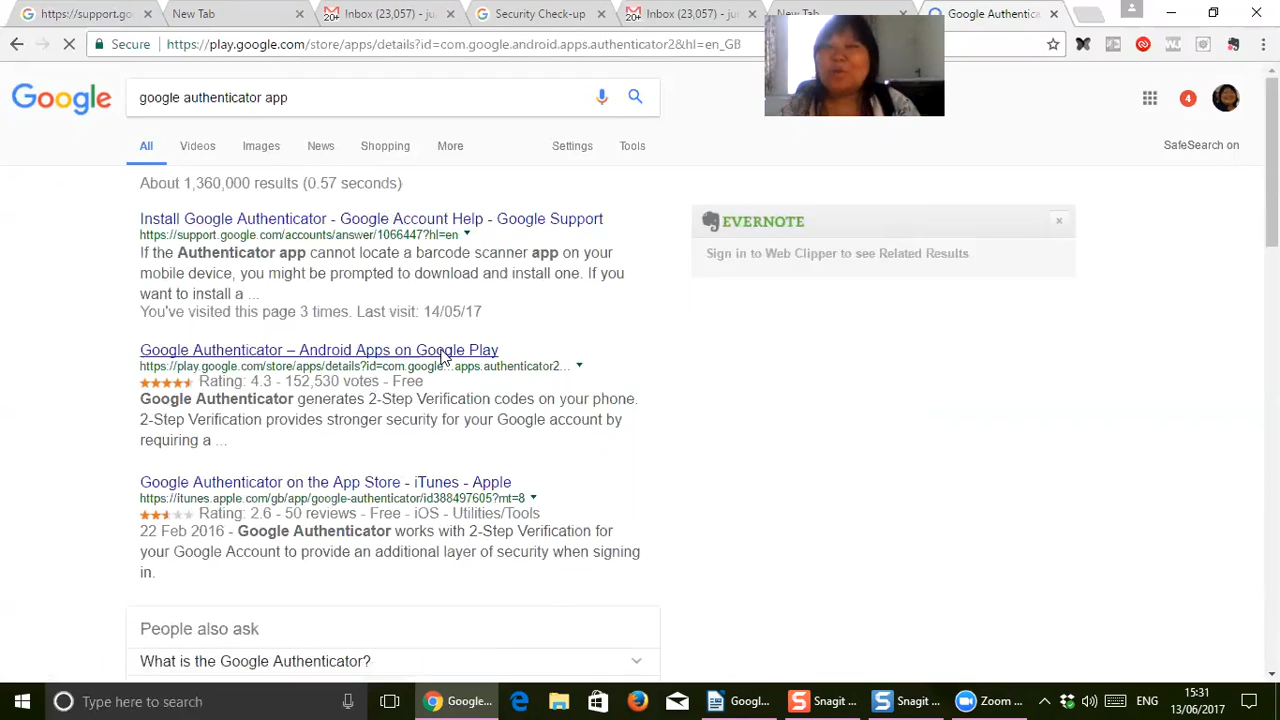 https://support.goo
New Tab
Inbox (23,057) - ju
Security Check-up
Inbox (23,057) - ju
New Tab
Google Authentica
Secure
https://play.google.com/store/apps/details?id=com.google.android.apps.authenticator2&hl=en_GB
Google
google authenticator app
4
All
Videos
Images
News
Shopping
More
Settings
Tools
SafeSearch on
About 1,360,000 results (0.57 seconds)
Install Google Authenticator - Google Account Help - Google Support
https://support.google.com/accounts/answer/1066447?hl=en
If the Authenticator app cannot locate a barcode scanner app on your
mobile device, you might be prompted to download and install one. If you
want to install a ...
You've visited this page 3 times. Last visit: 14/05/17
EVERNOTE
Sign in to Web Clipper to see Related Results
Google Authenticator – Android Apps on Google Play
https://play.google.com/store/apps/details?id=com.google...apps.authenticator2...
Rating: 4.3 - 152,530 votes - Free
Google Authenticator generates 2-Step Verification codes on your phone.
2-Step Verification provides stronger security for your Google account by
requiring a ...
Google Authenticator on the App Store - iTunes - Apple
https://itunes.apple.com/gb/app/google-authenticator/id388497605?mt=8
Rating: 2.6 - 50 reviews - Free - iOS - Utilities/Tools
22 Feb 2016 - Google Authenticator works with 2-Step Verification for
your Google Account to provide an additional layer of security when signing
in.
People also ask
What is the Google Authenticator?
Type here to search
Google...
Googl...
Snagit ...
Snagit ...
Zoom ...
ENG
15:31
13/06/2017